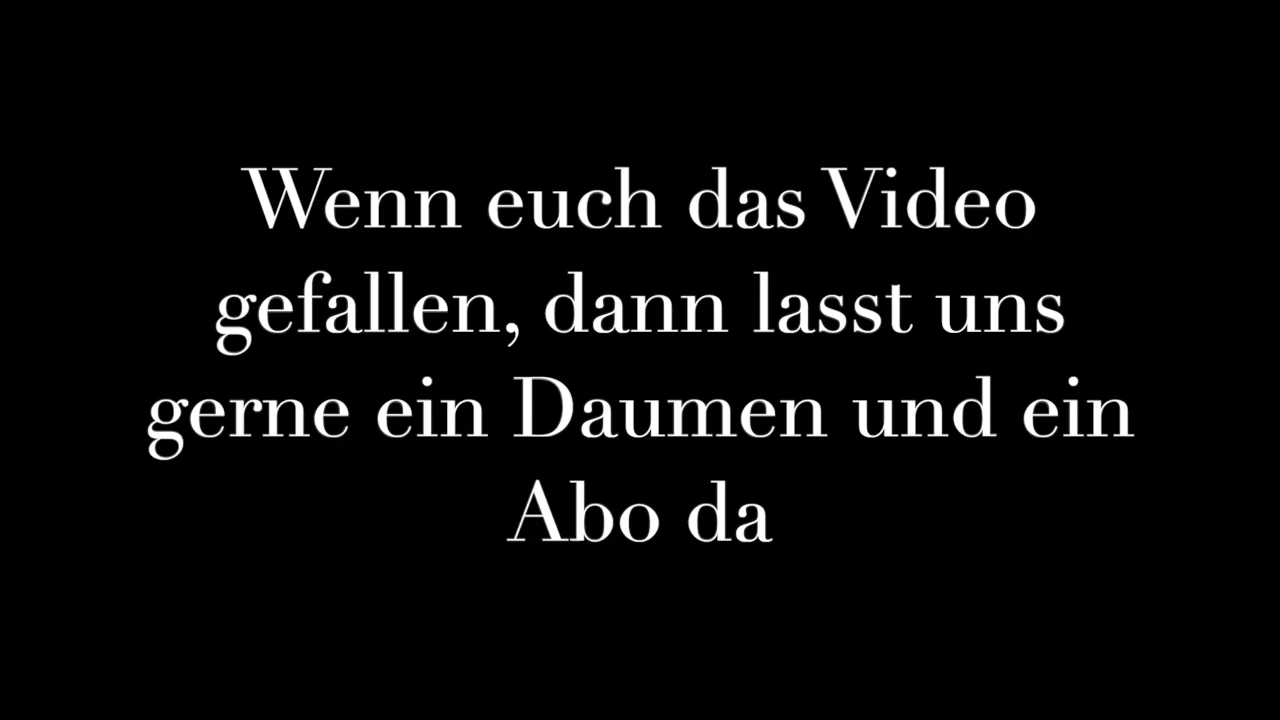 Wenn euch das Video
gefallen, dann lasst uns
gerne ein Daumen und ein
Abo da